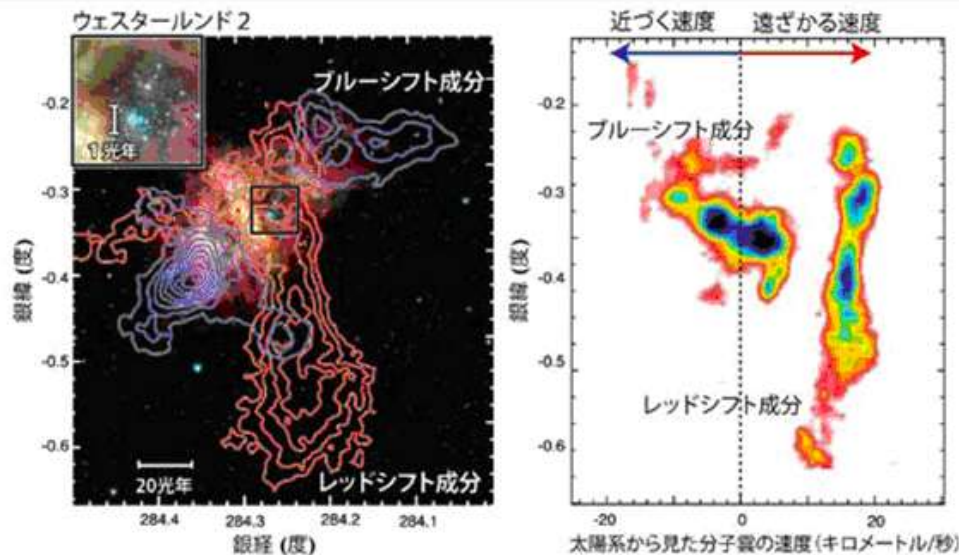 ウェスタールンド 2
ブルーシフト成分
1光年
-0.2
-0.3
-0.4
-0.5
-0.6
銀緯 (度)
20光年
レッドシフト成分
284.4
284.3
284.2
284.1
銀経 (度)
近づく速度
遠ざかる速度
ブルーシフト成分
-0.2
-0.3
-0.4
-0.5
-0.6
銀緯 (度)
レッドシフト成分
-20
0
20
太陽系から見た分子雲の速度(キロメートル/秒)